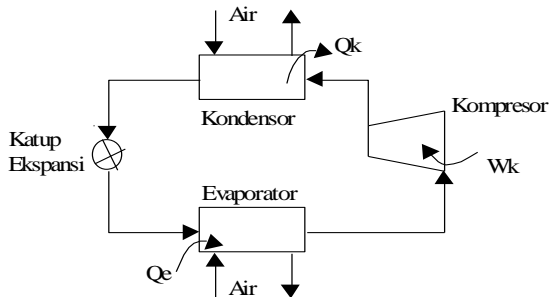 Air
Qk
Kondensor
Kompresor
Katup
Ekspansi
Wk
Evaporator
Qe
Air